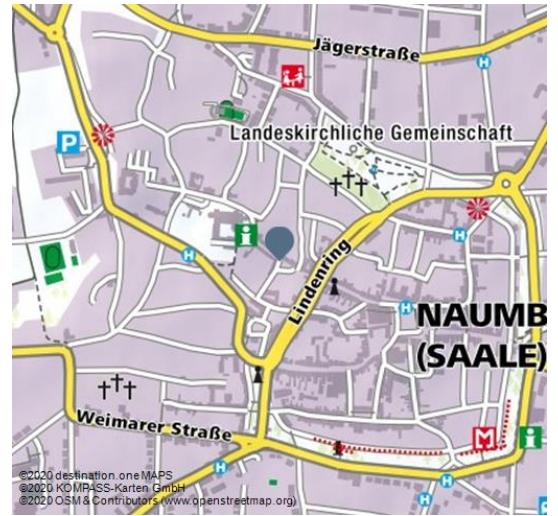 Jägerstraße
Landeskirchliche Gemeinschaft
P
H
H
i
H
H
Lindenring
H
NAUMB
(SAALE)
Weimarer Straße
M
i
H
H
P
©2020 destination.one MAPS
©2020 KOMPASS-Karten GmbH
©2020 OSM & Contributors (www.openstreetmap.org)